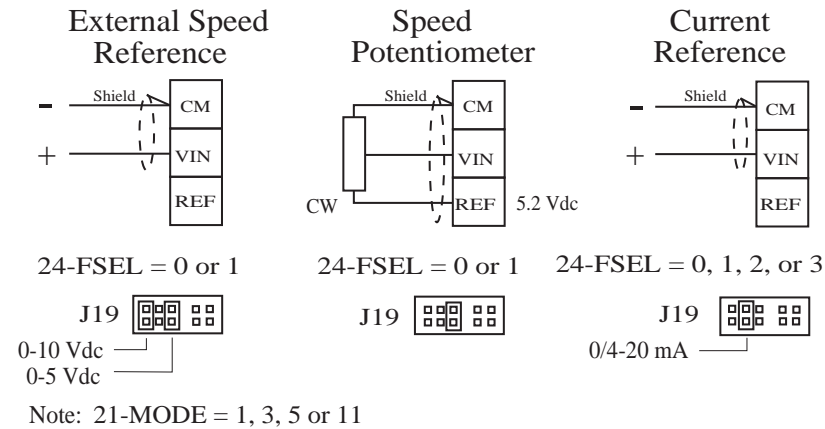 External Speed
Reference
- Shield CM
+ VIN
REF
24-FSEL = 0 or 1
J19
0-10 Vdc
0-5 Vdc
Speed
Potentiometer
Shield CM
VIN
CW REF 5.2 Vdc
24-FSEL = 0 or 1
J19
Current
Reference
- Shield CM
+ VIN
REF
24-FSEL = 0, 1, 2, or 3
J19
0/4-20 mA
Note: 21-MODE = 1, 3, 5 or 11